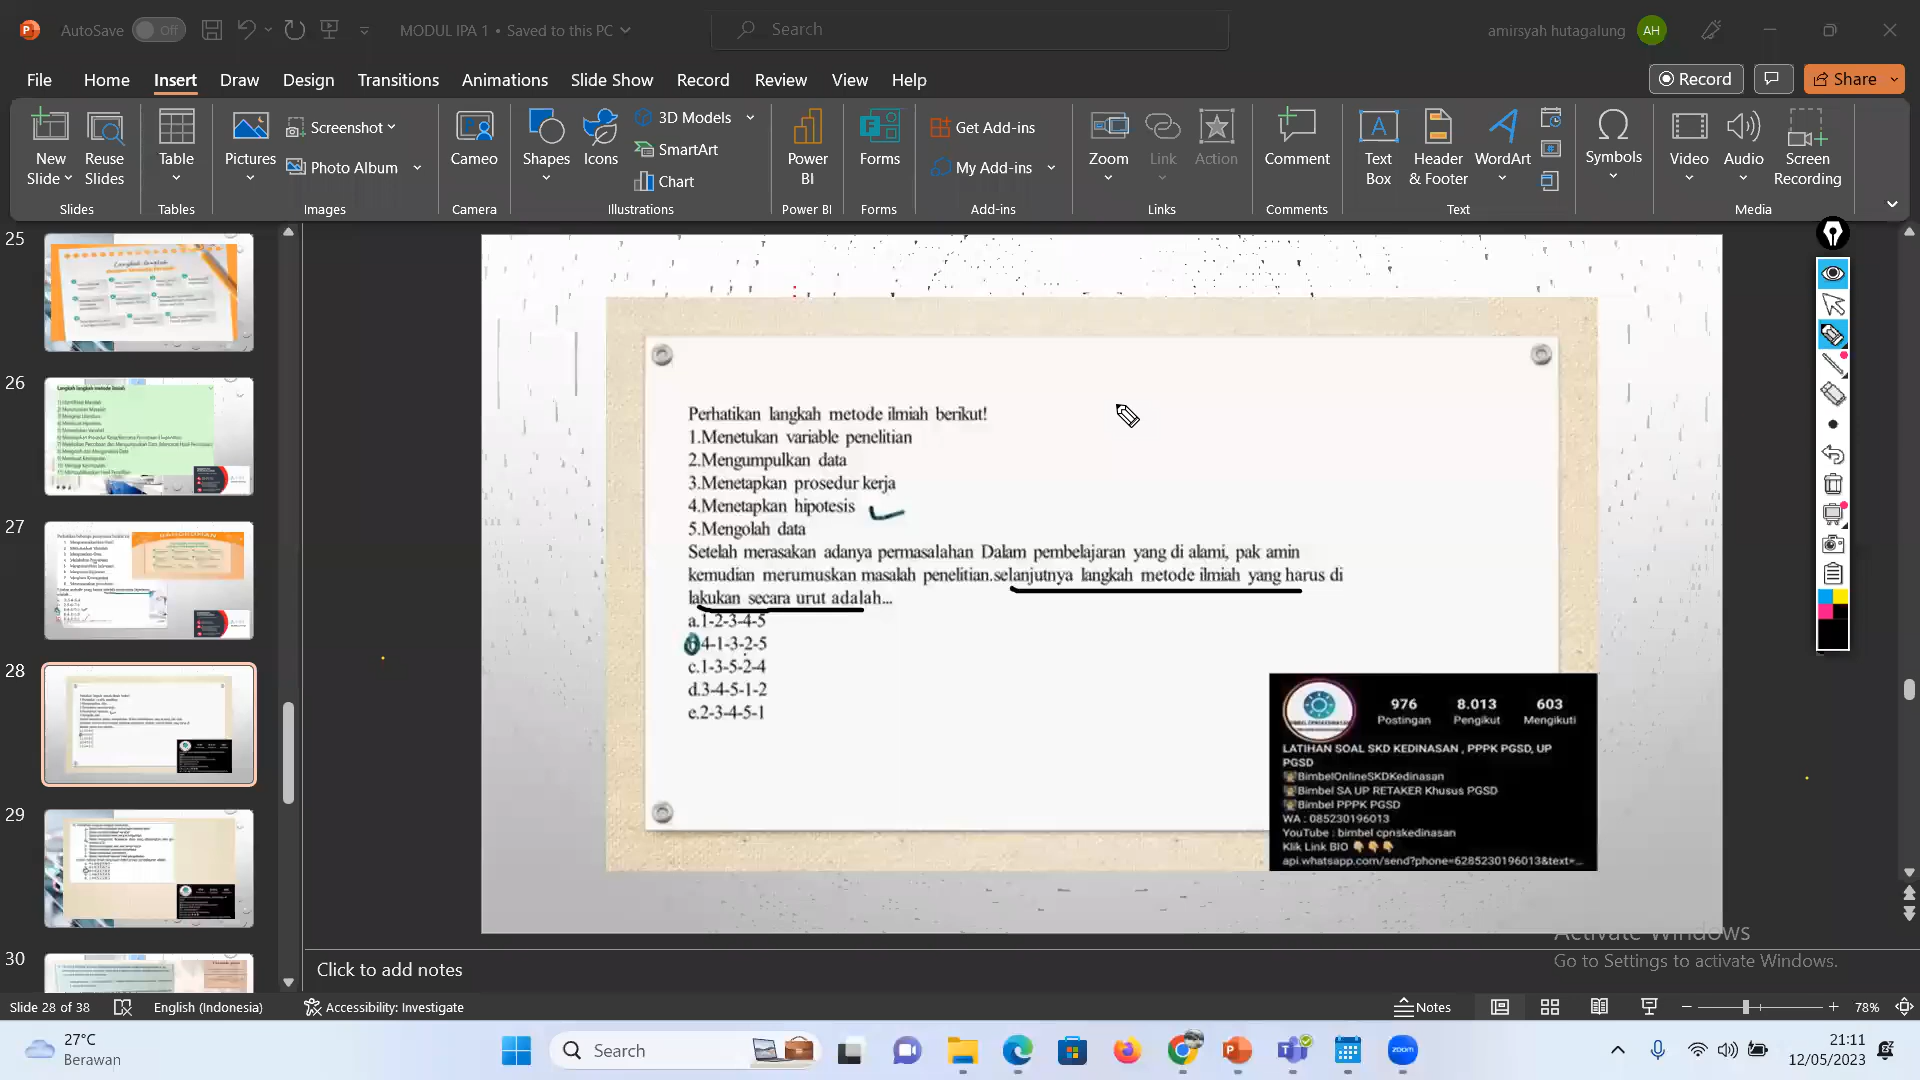 AutoSave Off MODUL IPA 1 • Saved to this PC Search amirsyah hutagalung AH
File Home Insert Draw Design Transitions Animations Slide Show Record Review View Help Record Share
New Slide Reuse Slides Table Pictures Screenshot Photo Album Cameo Shapes Icons 3D Models SmartArt Chart Power BI Forms Get Add-ins My Add-ins Zoom Link Action Comment Text Box Header & Footer WordArt Symbols Video Audio Screen Recording
Slides Tables Images Camera Illustrations Power BI Forms Add-ins Links Comments Text Media
25
26
27
28
29
30
Perhatikan langkah metode ilmiah berikut!
1.Menetukan variable penelitian
2.Mengumpulkan data
3.Menetapkan prosedur kerja
4.Menetapkan hipotesis
5.Mengolah data
Setelah merasakan adanya permasalahan Dalam pembelajaran yang di alami, pak amin
kemudian merumuskan masalah penelitian.selanjutnya langkah metode ilmiah yang harus di
lakukan secara urut adalah...
a.1-2-3-4-5
4-1-3-2-5
c.1-3-5-2-4
d.3-4-5-1-2
e.2-3-4-5-1
976 8.013 603
Postingan Pengikut Mengikuti
LATIHAN SOAL SKD KEDINASAN , PPPK PGSD, UP
PGSD
BimbelOnlineSKDKedinasan
Bimbel SA UP RETAKER Khusus PGSD
Bimbel PPPK PGSD
WA : 085230196013
YouTube : bimbel cpnskedinasan
Klik Link BIO
api.whatsapp.com/send?phone=6285230196013&text=...
Activate Windows
Go to Settings to activate Windows.
Click to add notes
Slide 28 of 38 English (Indonesia) Accessibility: Investigate Notes 78%
27°C
Berawan
Search
zoom
21:11
12/05/2023